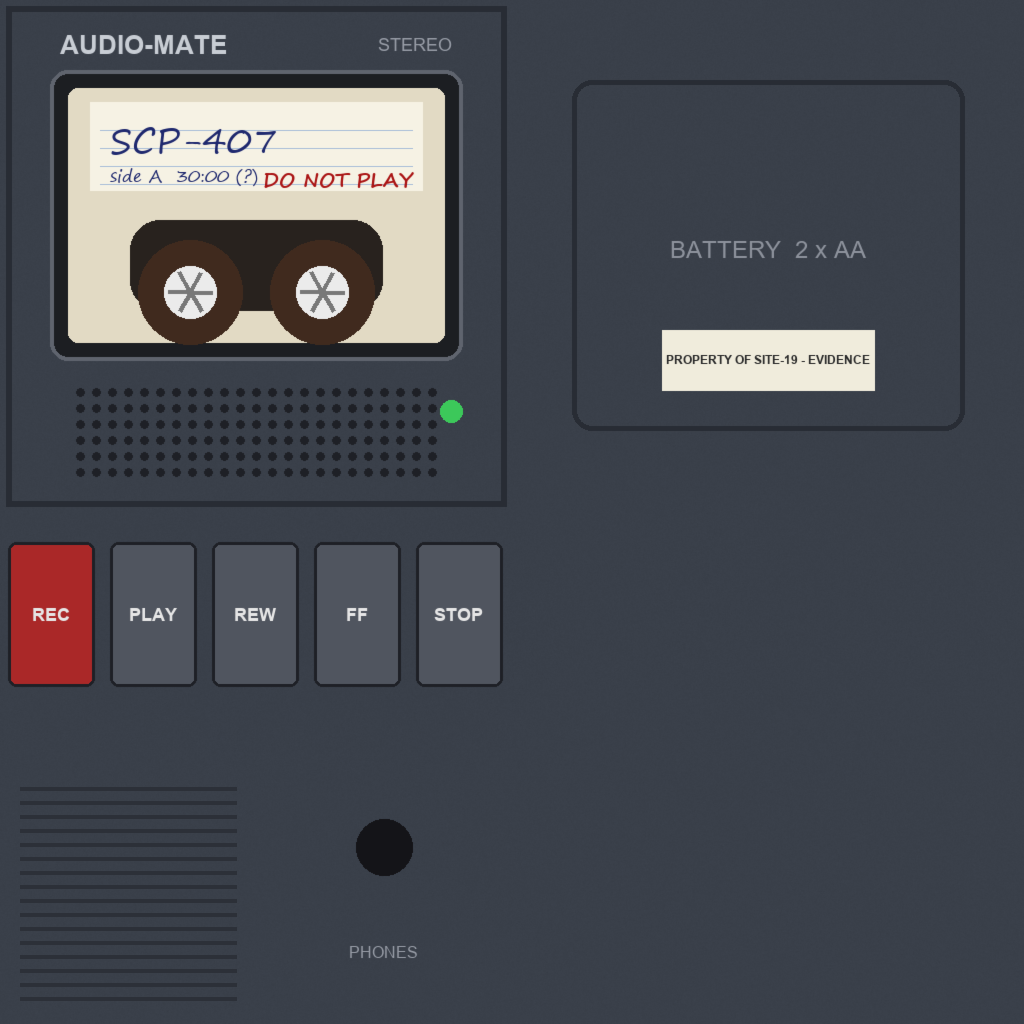 AUDIO-MATE STEREO
SCP-407
side A 30:00 (?) DO NOT PLAY
BATTERY 2 x AA
PROPERTY OF SITE-19 - EVIDENCE
REC PLAY REW FF STOP
PHONES